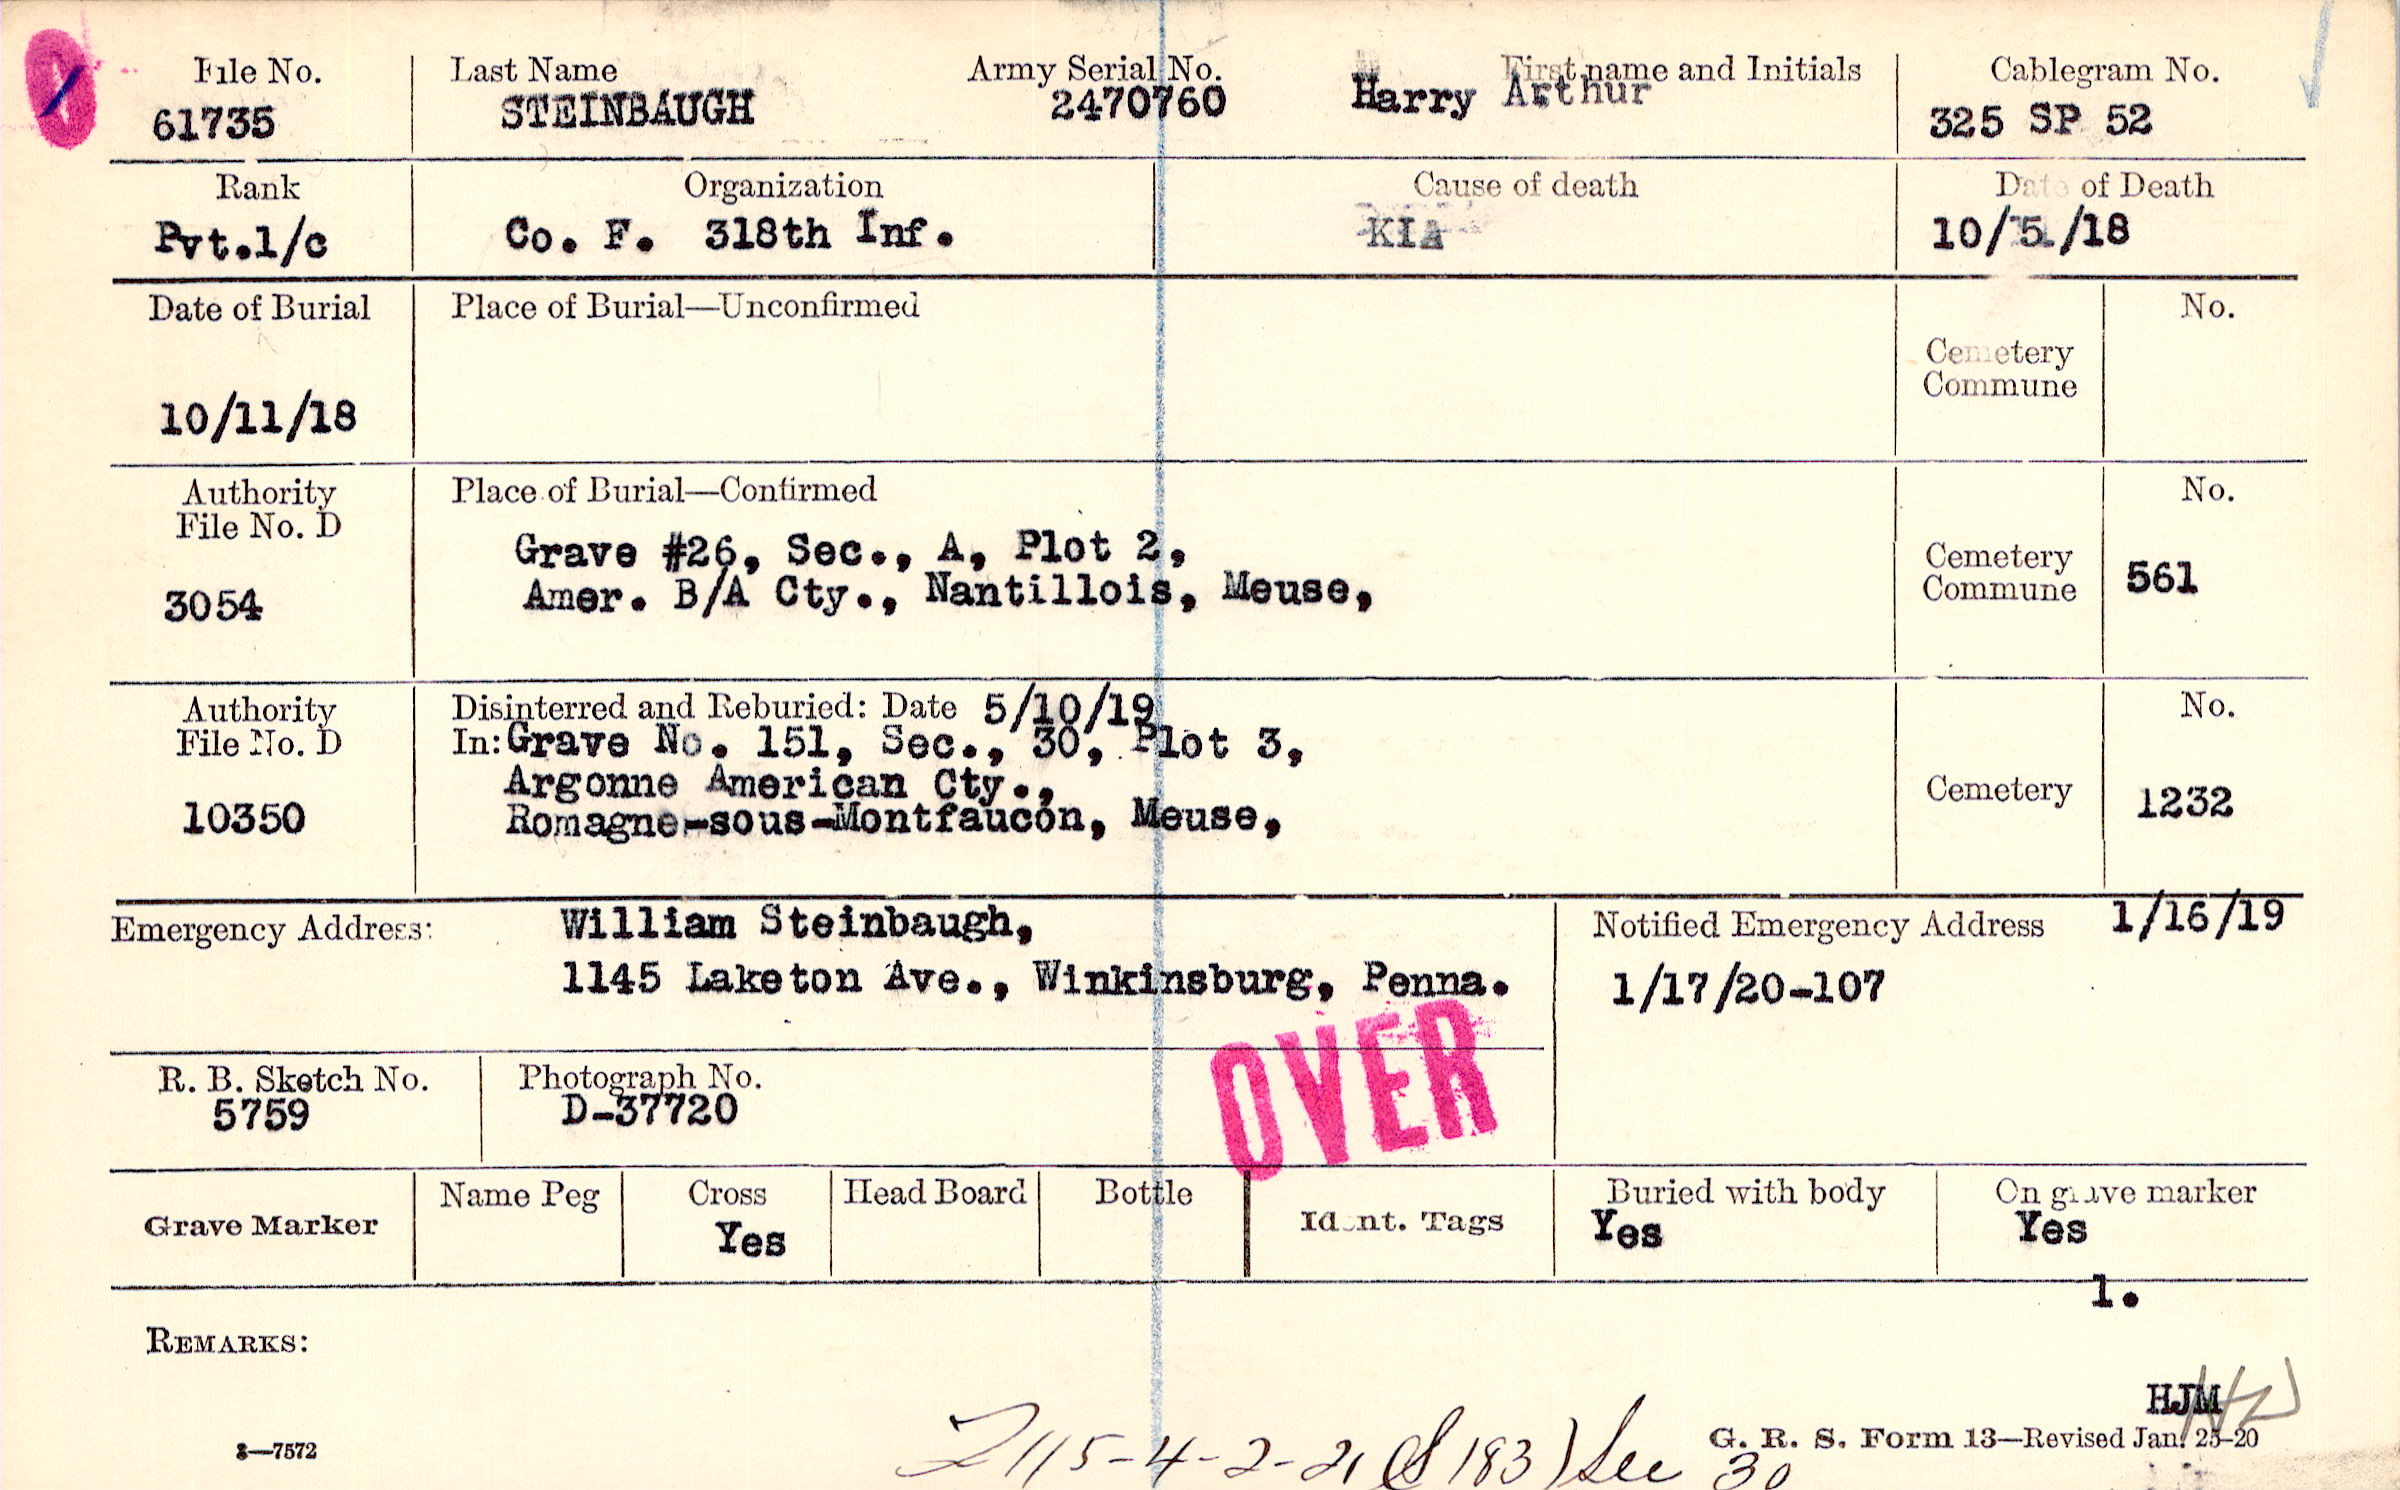 File No. Last Name Army Serial No. First name and Initials Cablegram No.
61735 STEINBAUGH 2470760 Harry Arthur 325 SP 52
Rank Organization Cause of death Date of Death
Pvt.1/c Co. F. 318th Inf. KIA 10/5/18
Date of Burial Place of Burial—Unconfirmed No.
Cemetery
Commune
10/11/18
Authority Place of Burial—Confirmed No.
File No. D
Grave #26, Sec., A, Plot 2,
Cemetery
Commune 561
3054 Amer. B/A Cty., Nantillois, Meuse,
Authority Disinterred and Reburied: Date 5/10/19 No.
File No. D In: Grave No. 151, Sec., 30, Plot 3,
Argonne American Cty.,
Cemetery 1232
10350 Romagne-sous-Montfaucon, Meuse,
Emergency Address: William Steinbaugh, Notified Emergency Address 1/16/19
1145 Laketon Ave., Winkinsburg, Penna. 1/17/20-107
OVER
R. B. Sketch No. Photograph No.
5759 D-37720
Grave Marker Name Peg Cross Head Board Bottle Ident. Tags Buried with body On grave marker
Yes Yes Yes
1.
REMARKS:
HJM
3—7572 G. R. S. Form 13—Revised Jan. 25-20
115-4-2-21 (S 183) See 30